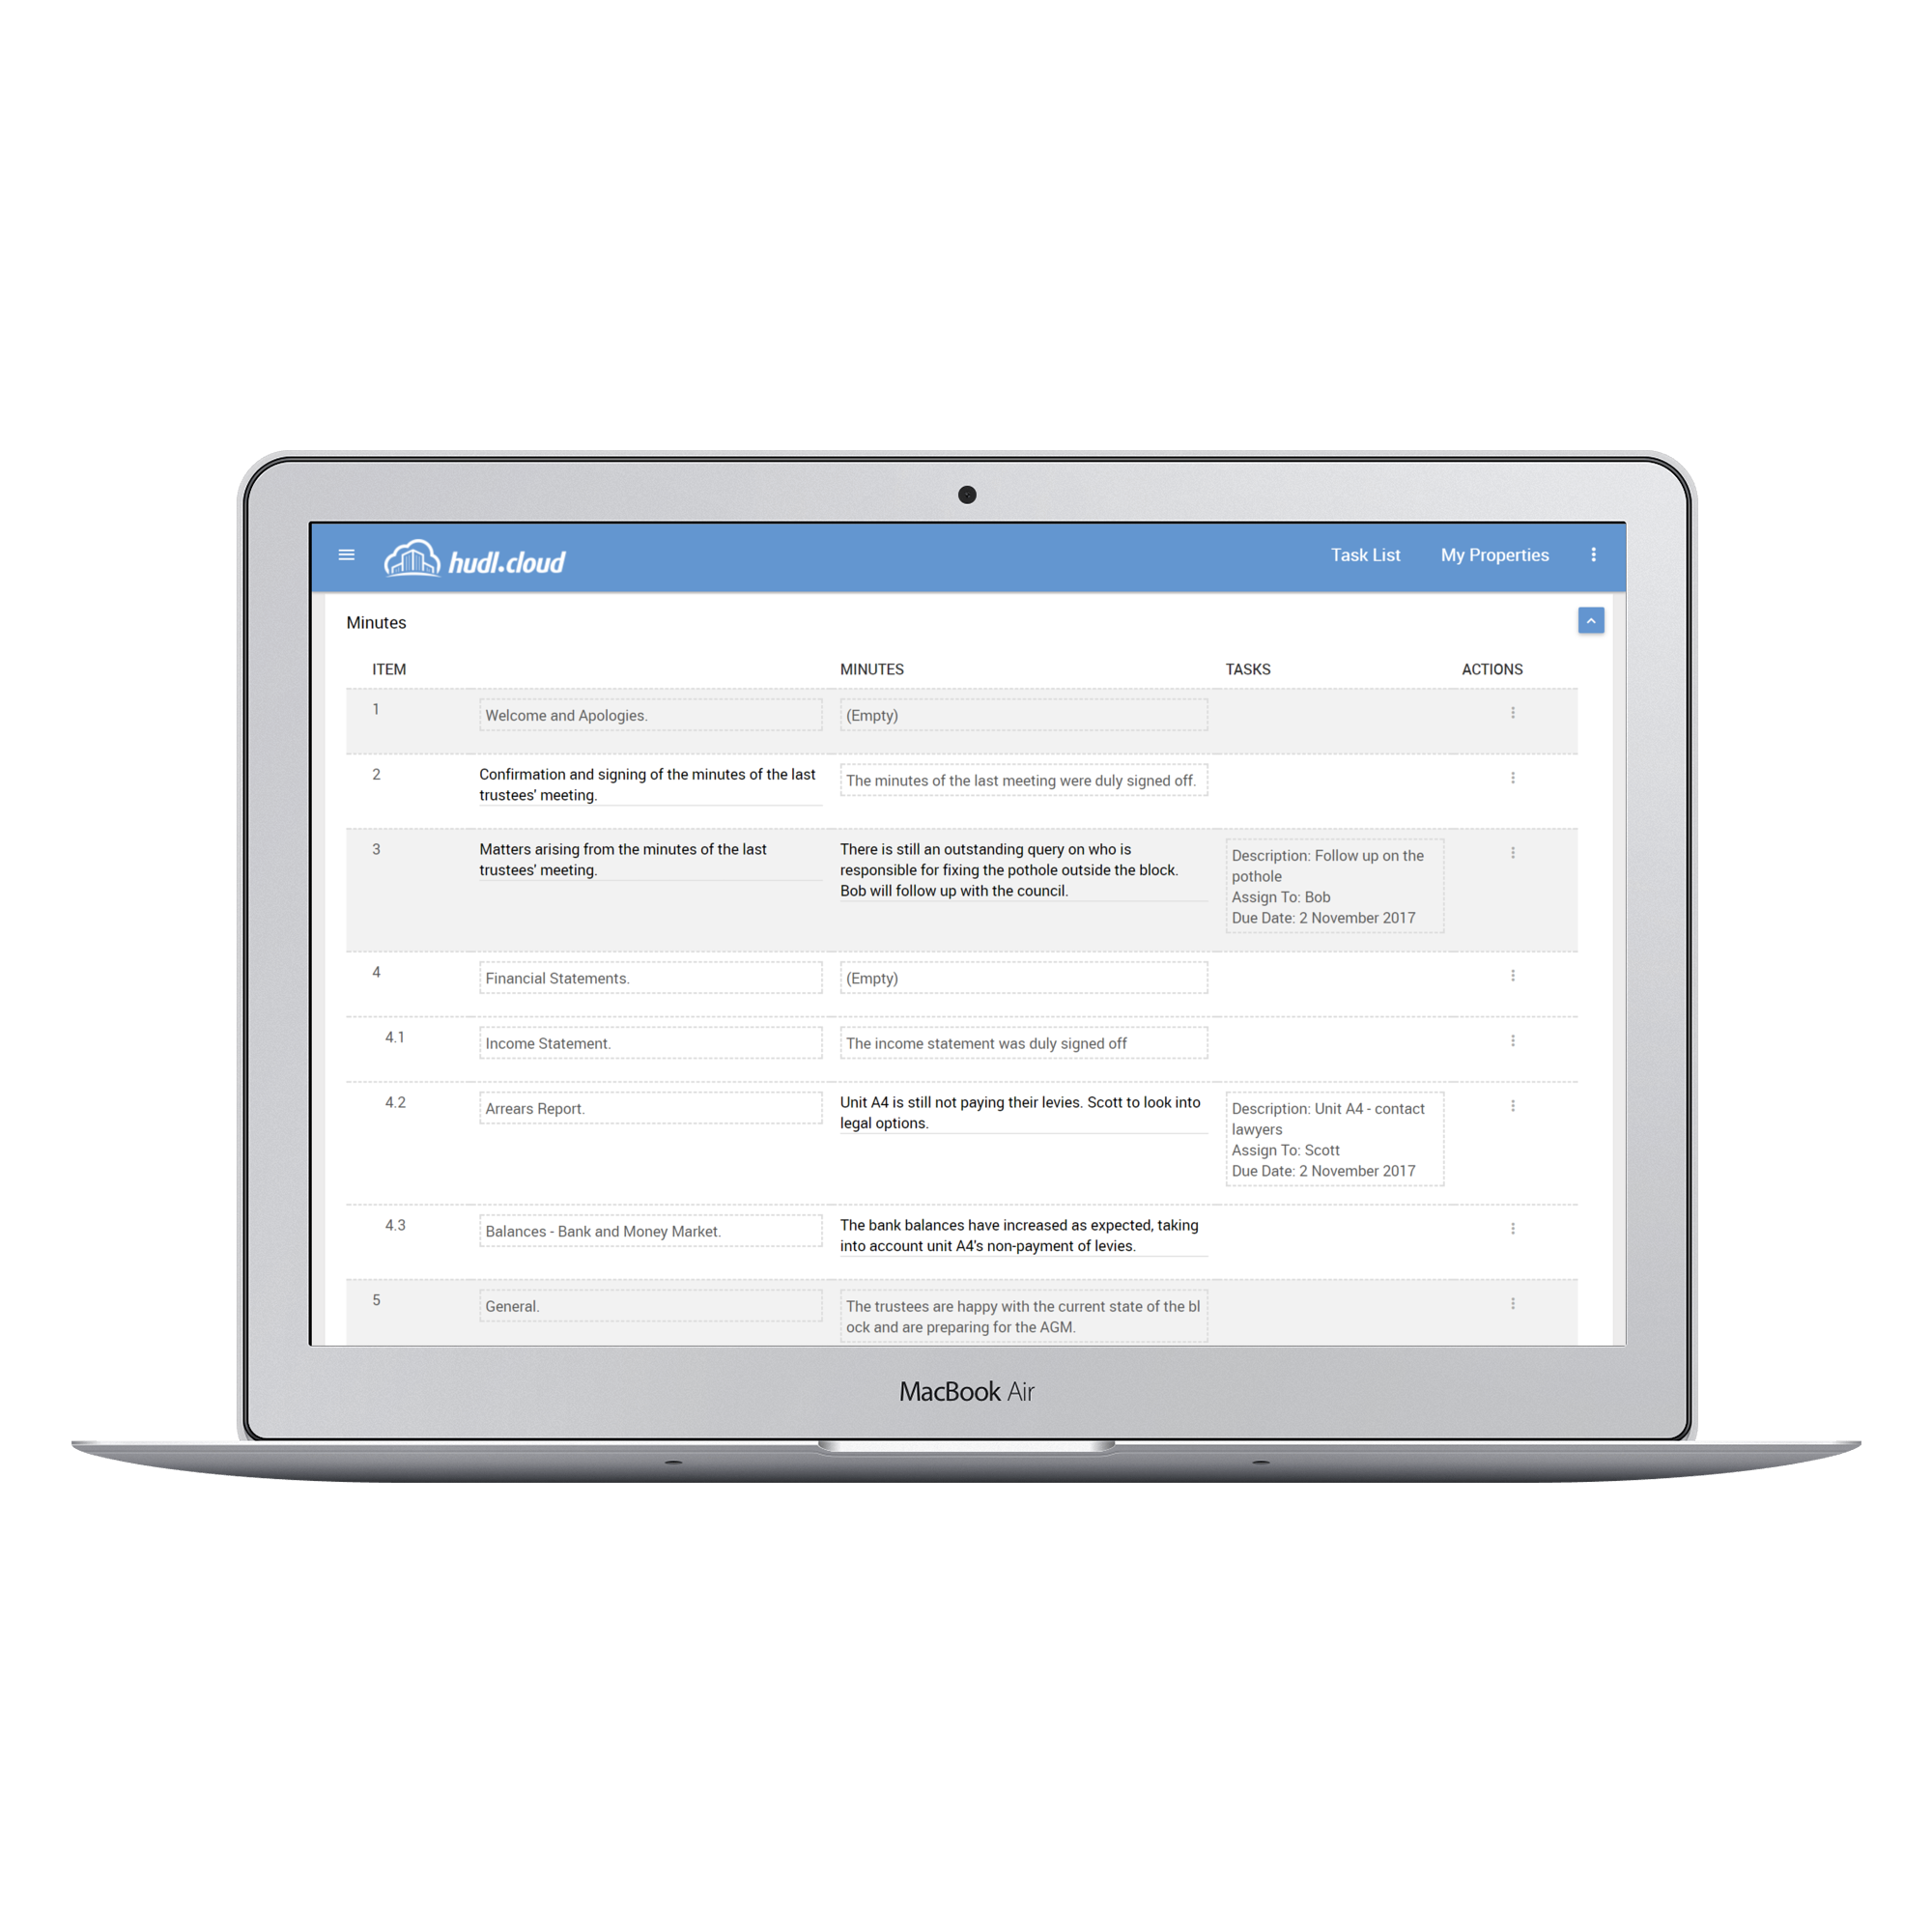 hudl.cloud
Task List
My Properties
Minutes
ITEM
MINUTES
TASKS
ACTIONS
1
Welcome and Apologies.
(Empty)
2
Confirmation and signing of the minutes of the last
trustees' meeting.
The minutes of the last meeting were duly signed off.
3
Matters arising from the minutes of the last
trustees' meeting.
There is still an outstanding query on who is
responsible for fixing the pothole outside the block.
Bob will follow up with the council.
Description: Follow up on the
pothole
Assign To: Bob
Due Date: 2 November 2017
4
Financial Statements.
(Empty)
4.1
Income Statement.
The income statement was duly signed off
4.2
Arrears Report.
Unit A4 is still not paying their levies. Scott to look into
legal options.
Description: Unit A4 - contact
lawyers
Assign To: Scott
Due Date: 2 November 2017
4.3
Balances - Bank and Money Market.
The bank balances have increased as expected, taking
into account unit A4's non-payment of levies.
5
General.
The trustees are happy with the current state of the bl
ock and are preparing for the AGM.
MacBook Air